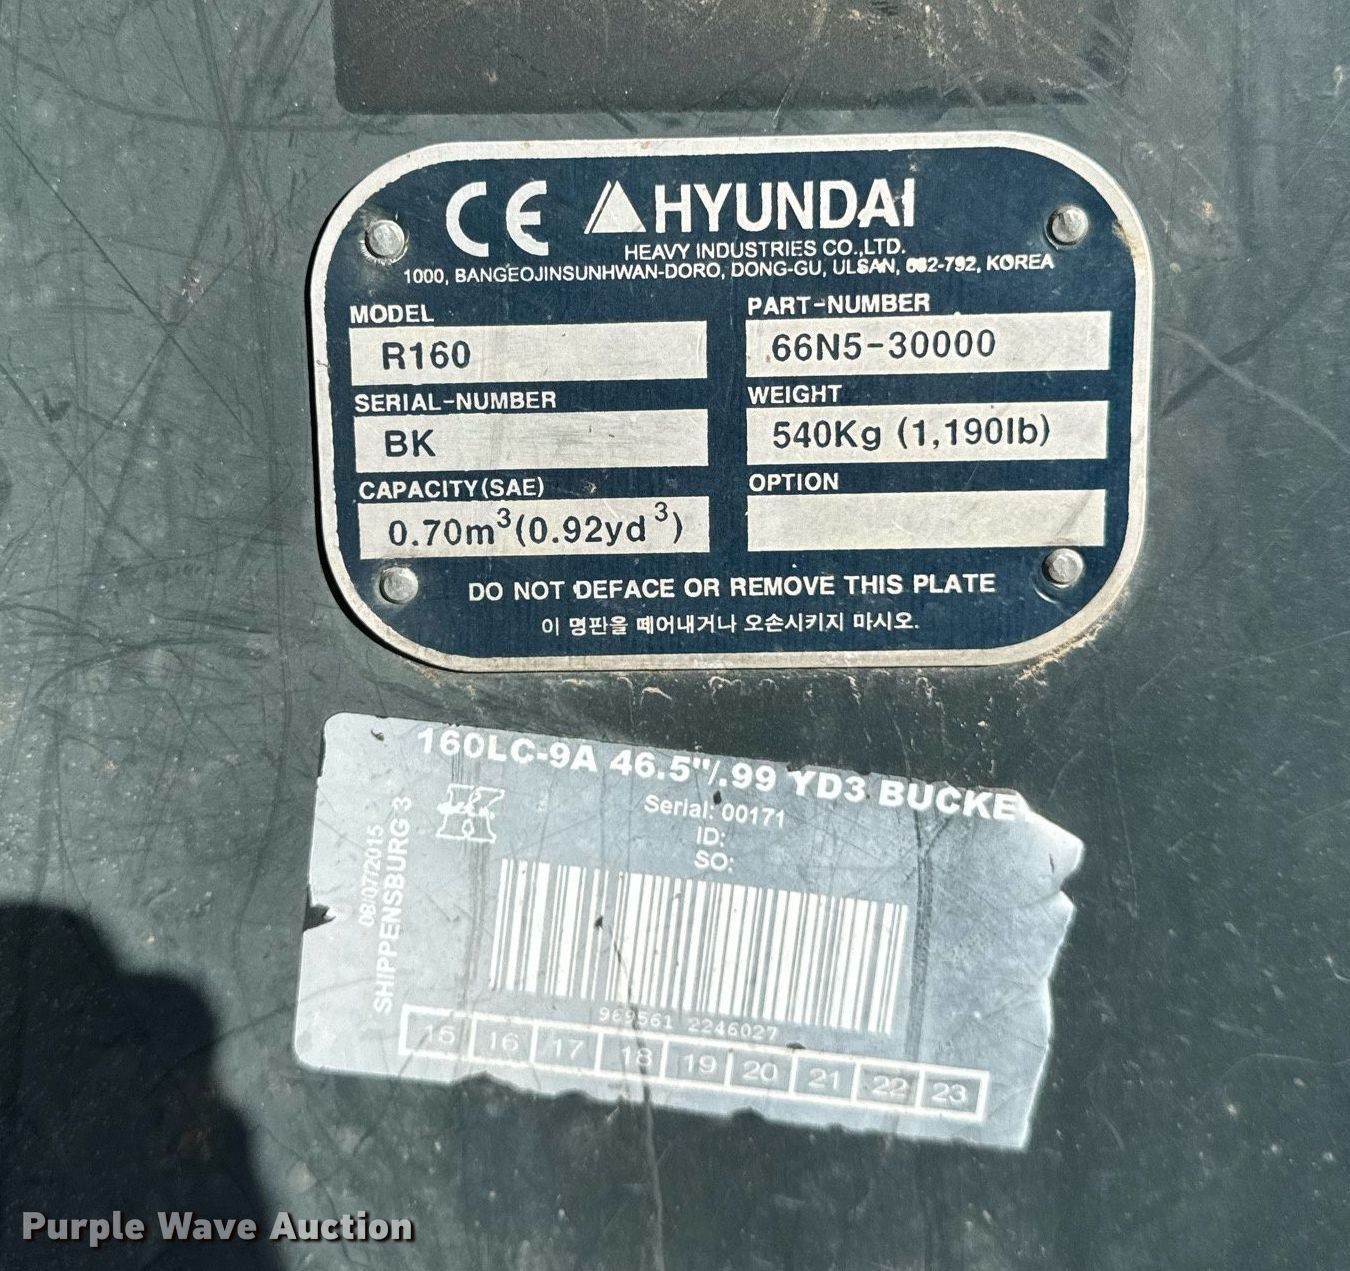 CE HYUNDAI
HEAVY INDUSTRIES CO.,LTD.
1000, BANGEOJINSUNHWAN-DORO, DONG-GU, ULSAN, 682-792, KOREA
MODEL
R160
PART-NUMBER
66N5-30000
SERIAL-NUMBER
BK
WEIGHT
540Kg (1,190lb)
CAPACITY(SAE)
0.70m³(0.92yd³)
OPTION
DO NOT DEFACE OR REMOVE THIS PLATE
이 명판을 떼어내거나 오손시키지 마시오.
160LC-9A 46.5"/.99 YD3 BUCKE
Serial: 00171
ID:
SO:
08/07/2015
SHIPPENSBURG 3
989561 2246027
15 16 17 18 19 20 21 22 23
Purple Wave Auction